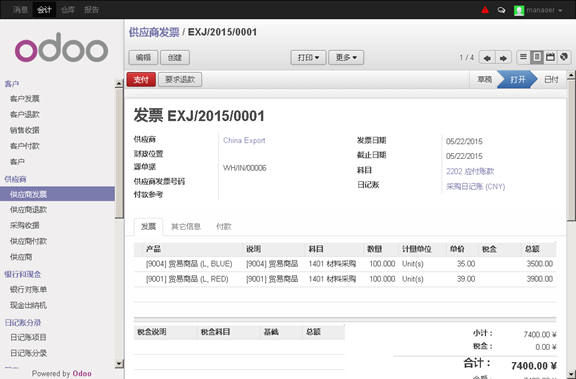 消息 会计 仓库 报告 manager
odoo
供应商发票 / EXJ/2015/0001
编辑 创建 打印 更多 1 / 4
支付 要求退款 草稿 打开 已付
客户
客户发票
客户退款
销售收据
客户付款
客户
供应商
供应商发票
供应商退款
采购收据
供应商付款
供应商
银行和现金
银行对账单
现金出纳机
日记账分录
日记账项目
日记账分录
Powered by Odoo
发票 EXJ/2015/0001
供应商 China Export 发票日期 05/22/2015
财政位置 截止日期 05/22/2015
源单据 WH/IN/00006 科目 2202 应付账款
供应商发票号码 日记账 采购日记账 (CNY)
付款参考
发票 其它信息 付款
产品 说明 科目 数量 计量单位 单价 税金 总额
[9004] 贸易商品 (L, BLUE) [9004] 贸易商品 1401 材料采购 100.000 Unit(s) 35.00 3500.00
[9001] 贸易商品 (L, RED) [9001] 贸易商品 1401 材料采购 100.000 Unit(s) 39.00 3900.00
税金说明 税金科目 基础 总额
小计： 7400.00 ¥
税金： 0.00 ¥
合计： 7400.00 ¥